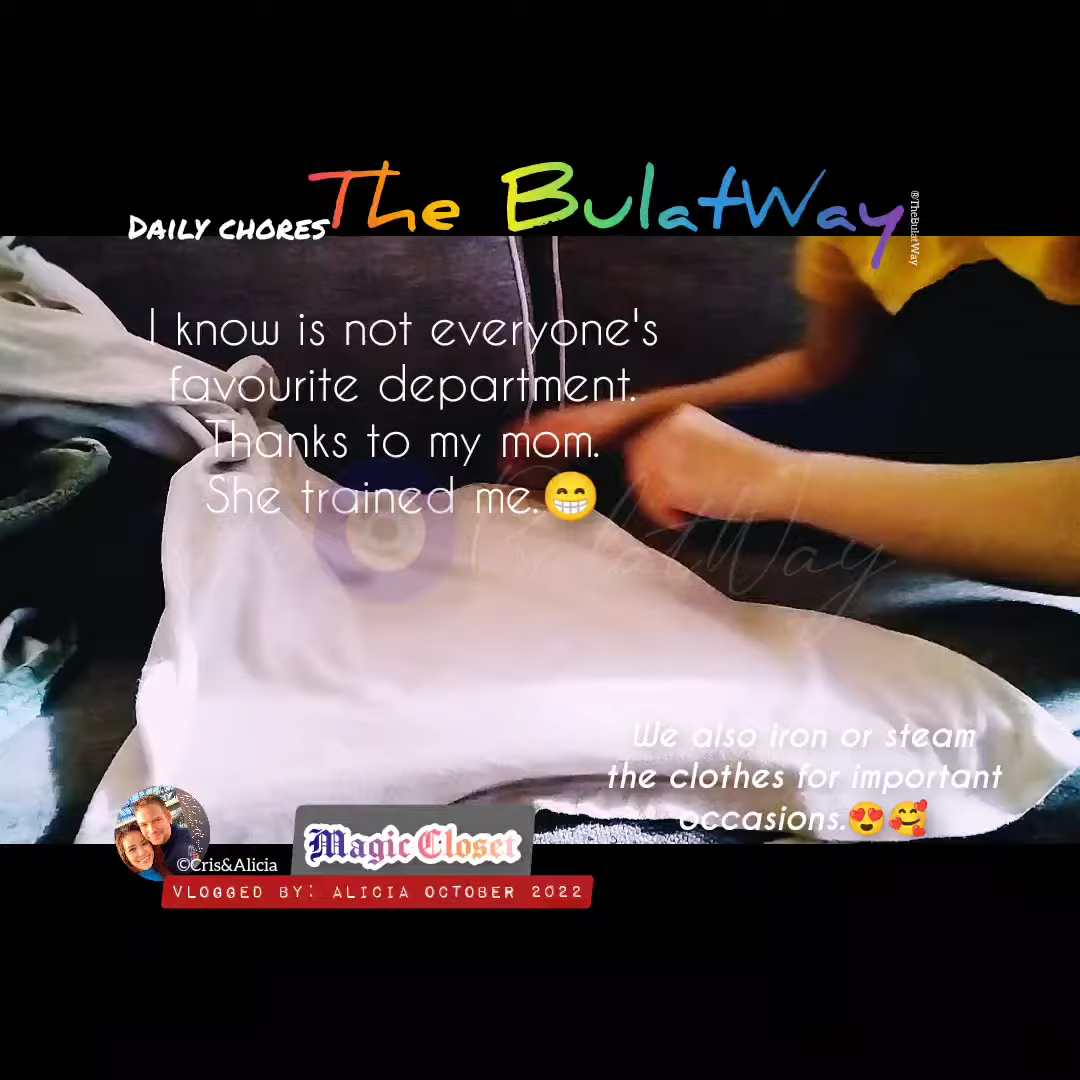 The BulatWay
DAILY CHORES
®TheBulatWay
I know is not everyone's
favourite department.
Thanks to my mom.
She trained me.😁
BulatWay
We also iron or steam
the clothes for important
occasions.😍🥰
©Cris&Alicia
Magic Closet
VLOGGED BY: ALICIA OCTOBER 2022